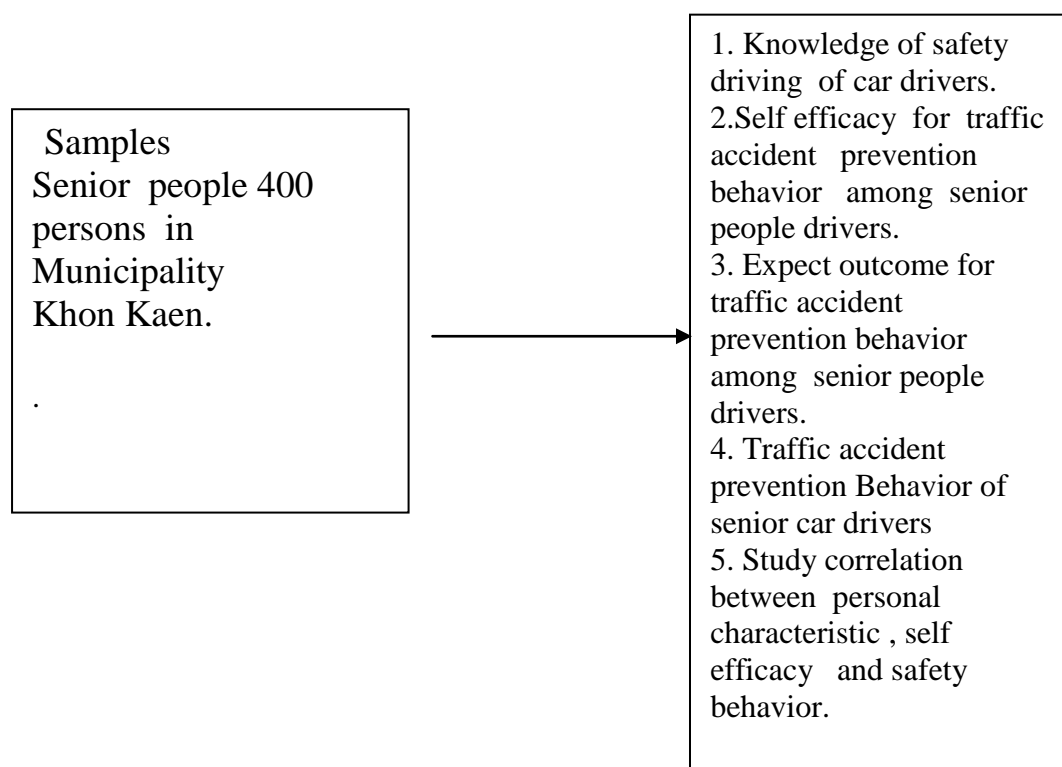 Samples
Senior people 400
persons in
Municipality
Khon Kaen.
.
1. Knowledge of safety
driving of car drivers.
2.Self efficacy for traffic
accident prevention
behavior among senior
people drivers.
3. Expect outcome for
traffic accident
prevention behavior
among senior people
drivers.
4. Traffic accident
prevention Behavior of
senior car drivers
5. Study correlation
between personal
characteristic , self
efficacy and safety
behavior.